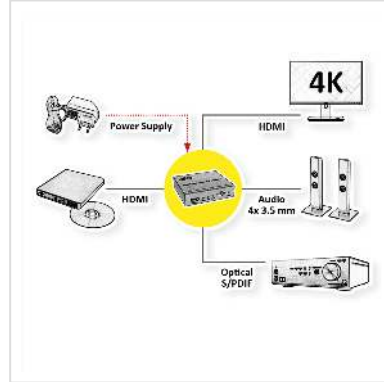 4K
Power Supply
HDMI
HDMI
Audio
4x 3.5 mm
Optical
S/PDIF